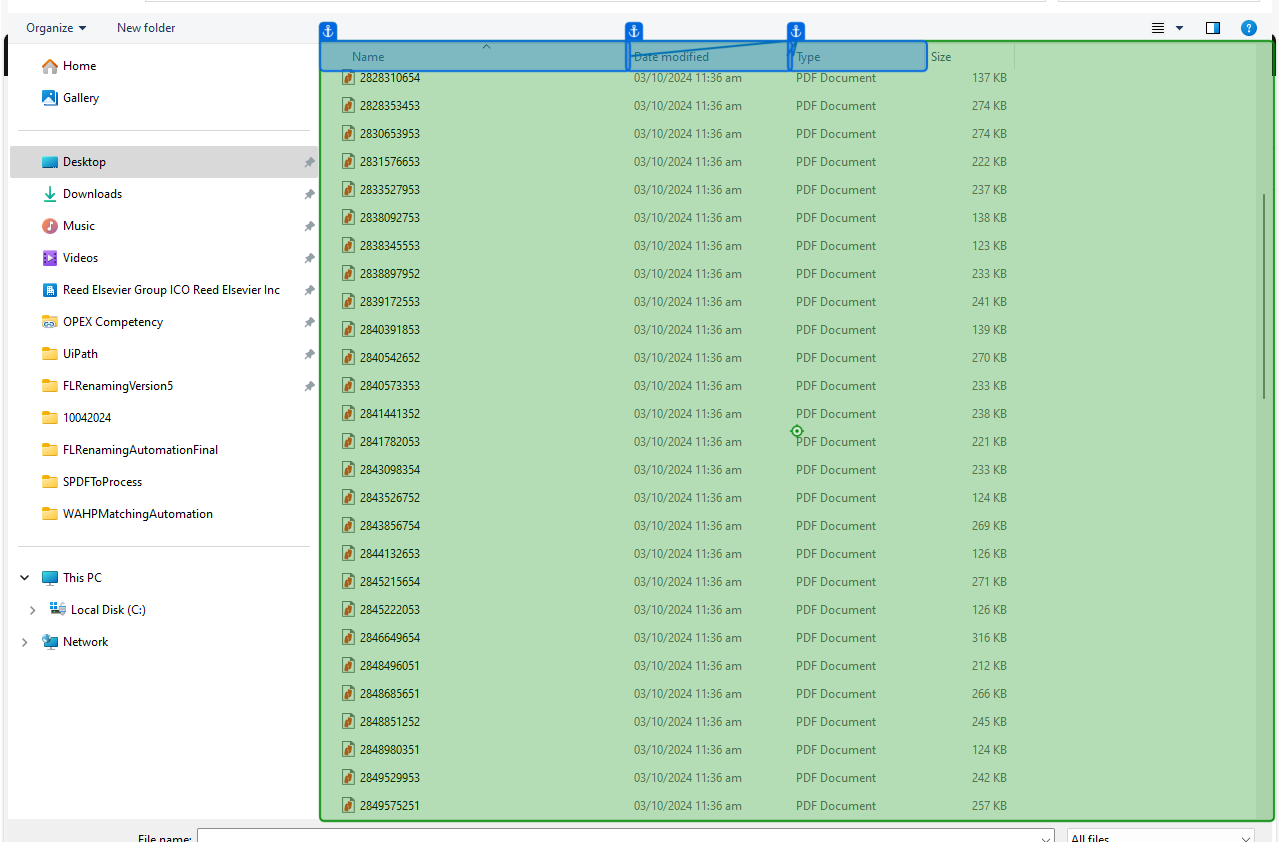 Organize New folder
Name Date modified Type Size
Home
Gallery
Desktop
Downloads
Music
Videos
Reed Elsevier Group ICO Reed Elsevier Inc
OPEX Competency
UiPath
FLRenamingVersion5
10042024
FLRenamingAutomationFinal
SPDFToProcess
WAHPMatchingAutomation
This PC
Local Disk (C:)
Network
2828310654 03/10/2024 11:36 am PDF Document 137 KB
2828353453 03/10/2024 11:36 am PDF Document 274 KB
2830653953 03/10/2024 11:36 am PDF Document 274 KB
2831576653 03/10/2024 11:36 am PDF Document 222 KB
2833527953 03/10/2024 11:36 am PDF Document 237 KB
2838092753 03/10/2024 11:36 am PDF Document 138 KB
2838345553 03/10/2024 11:36 am PDF Document 123 KB
2838897952 03/10/2024 11:36 am PDF Document 233 KB
2839172553 03/10/2024 11:36 am PDF Document 241 KB
2840391853 03/10/2024 11:36 am PDF Document 139 KB
2840542652 03/10/2024 11:36 am PDF Document 270 KB
2840573353 03/10/2024 11:36 am PDF Document 233 KB
2841441352 03/10/2024 11:36 am PDF Document 238 KB
2841782053 03/10/2024 11:36 am PDF Document 221 KB
2843098354 03/10/2024 11:36 am PDF Document 233 KB
2843526752 03/10/2024 11:36 am PDF Document 124 KB
2843856754 03/10/2024 11:36 am PDF Document 269 KB
2844132653 03/10/2024 11:36 am PDF Document 126 KB
2845215654 03/10/2024 11:36 am PDF Document 271 KB
2845222053 03/10/2024 11:36 am PDF Document 126 KB
2846649654 03/10/2024 11:36 am PDF Document 316 KB
2848496051 03/10/2024 11:36 am PDF Document 212 KB
2848685651 03/10/2024 11:36 am PDF Document 266 KB
2848851252 03/10/2024 11:36 am PDF Document 245 KB
2848980351 03/10/2024 11:36 am PDF Document 124 KB
2849529953 03/10/2024 11:36 am PDF Document 242 KB
2849575251 03/10/2024 11:36 am PDF Document 257 KB
File name: All files